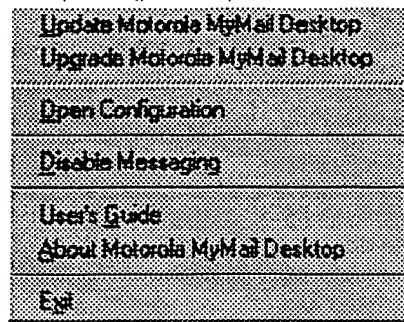 Update Motorola MyMail Desktop
Upgrade Motorola MyMail Desktop
Open Configuration
Disable Messaging
User's Guide
About Motorola MyMail Desktop
Exit